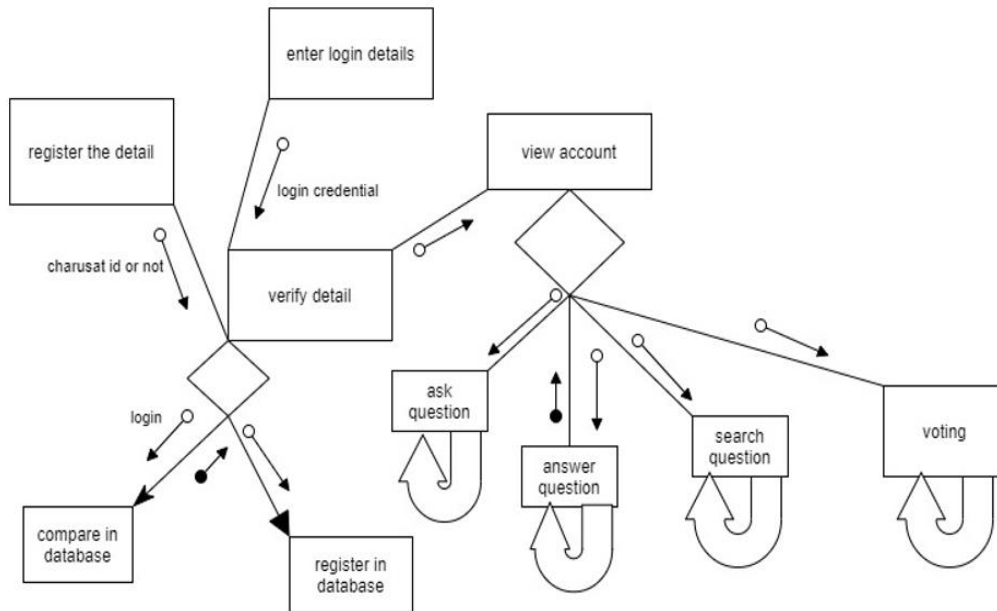 enter login details
register the detail
view account
login credential
charusat id or not
verify detail
ask
question
login
answer
question
search
question
voting
compare in
database
register in
database